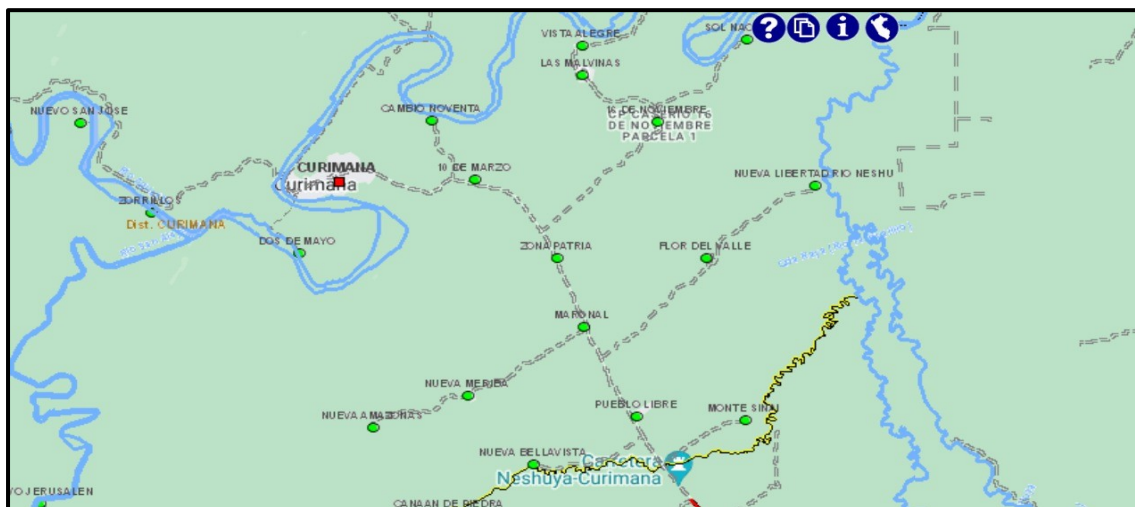 VISTA ALEGRE
SOL NAC
?
i
LAS MALVINAS
NUEVO SAN JOSE
CAMBIO NOVENTA
16 DE NOVIEMBRE
CP CASERIO 16
DE NOVIEMBRE
PARCELA 1
CURIMANA
Curimana
10 DE MARZO
NUEVA LIBERTAD RIO NESHU
ZORRILLOS
Dist. CURIMANA
DOS DE MAYO
ZONA PATRIA
FLOR DEL VALLE
MARONAL
NUEVA MERIBA
NUEVA AMAZONAS
PUEBLO LIBRE
MONTE SINAI
NUEVA BELLAVISTA
Carretera
Neshuya-Curimana
VO JERUSALEN
CANAAN DE PIEDRA